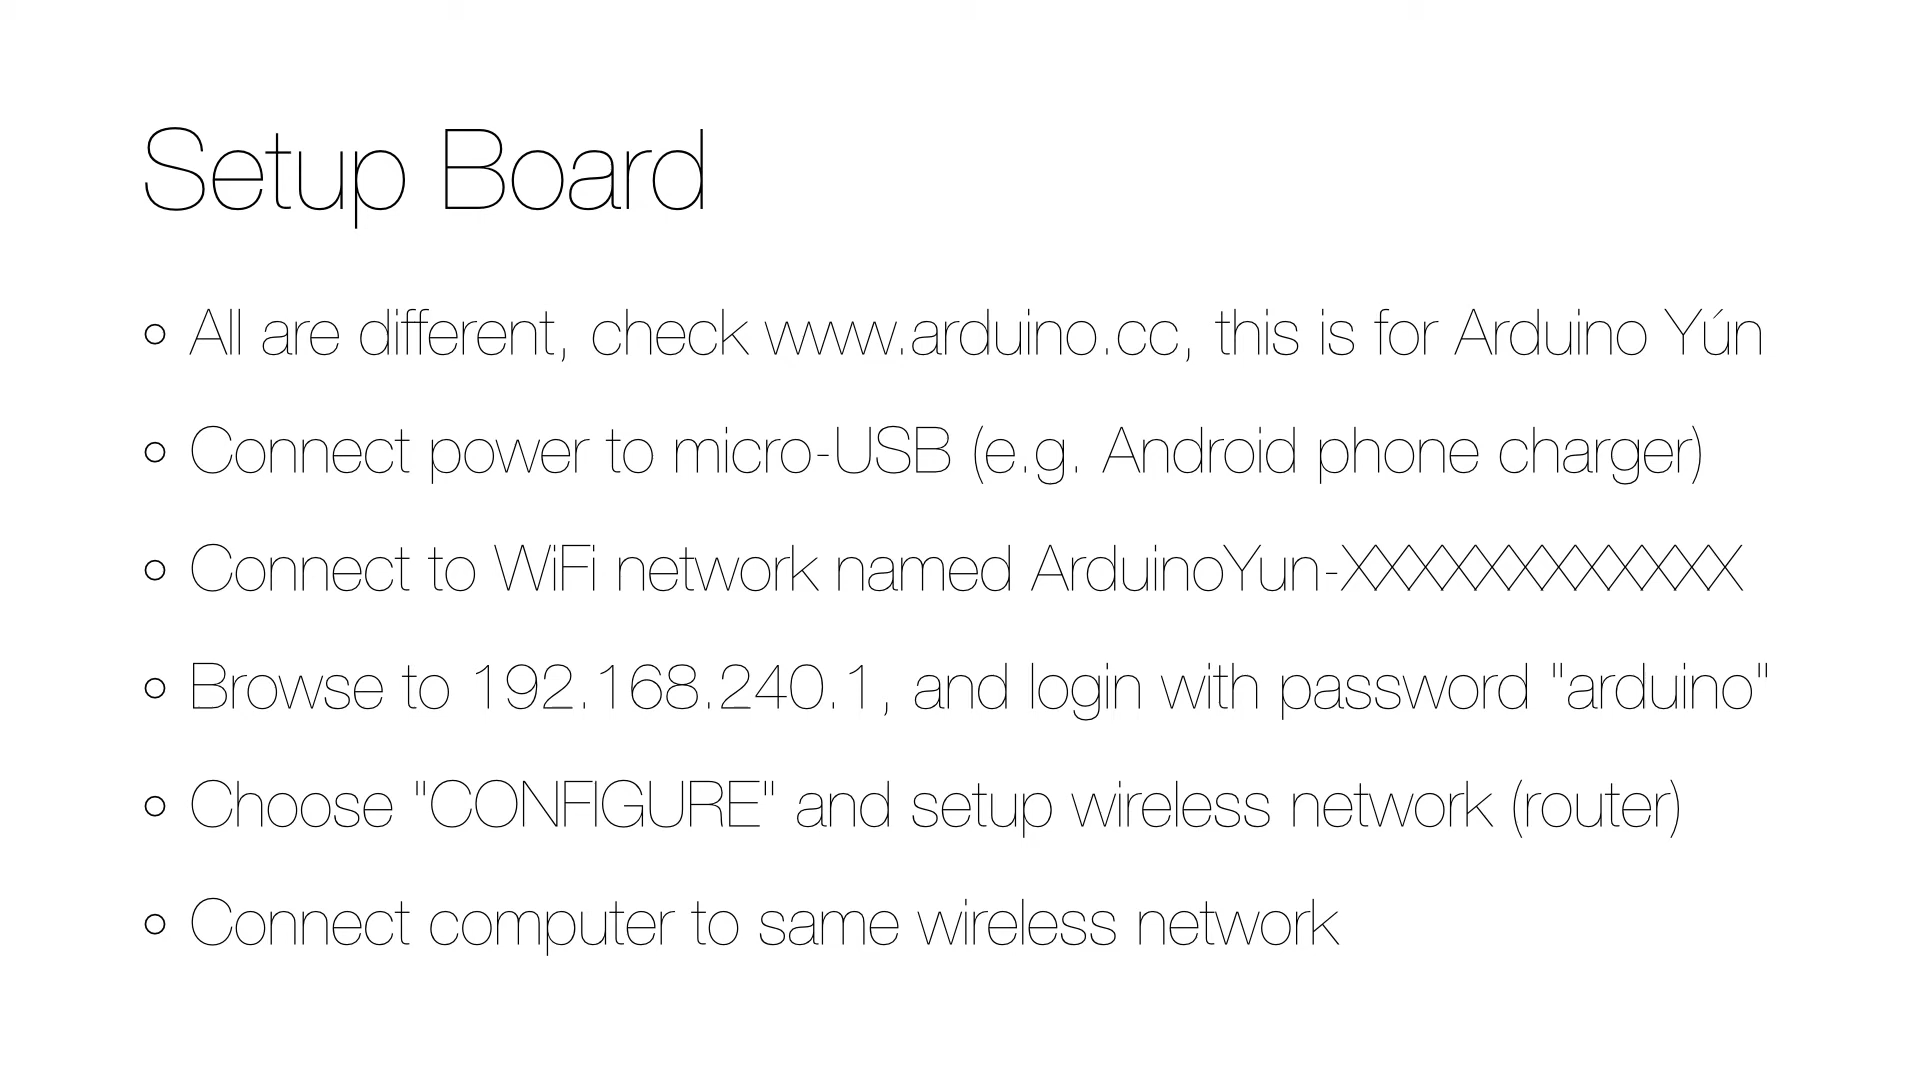 Setup Board
All are different, check www.arduino.cc, this is for Arduino Yún
Connect power to micro-USB (e.g. Android phone charger)
Connect to WiFi network named ArduinoYun-XXXXXXXXXXXX
Browse to 192.168.240.1, and login with password "arduino"
Choose "CONFIGURE" and setup wireless network (router)
Connect computer to same wireless network